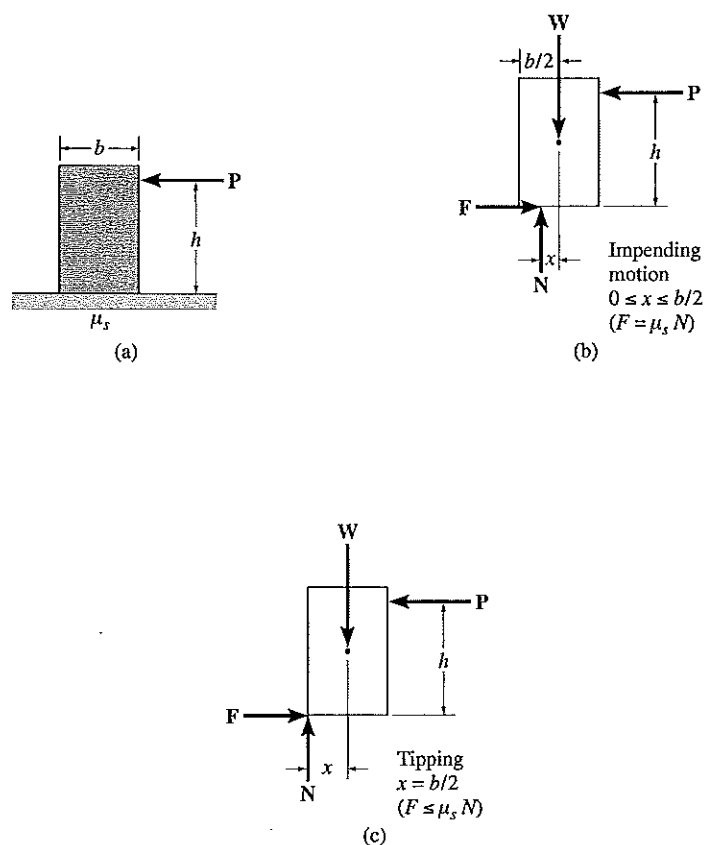 b
P
h
μs
(a)
W
b/2
P
h
F
x
N
Impending
motion
0 ≤ x ≤ b/2
(F = μs N)
(b)
W
P
h
F
x
N
Tipping
x = b/2
(F ≤ μs N)
(c)